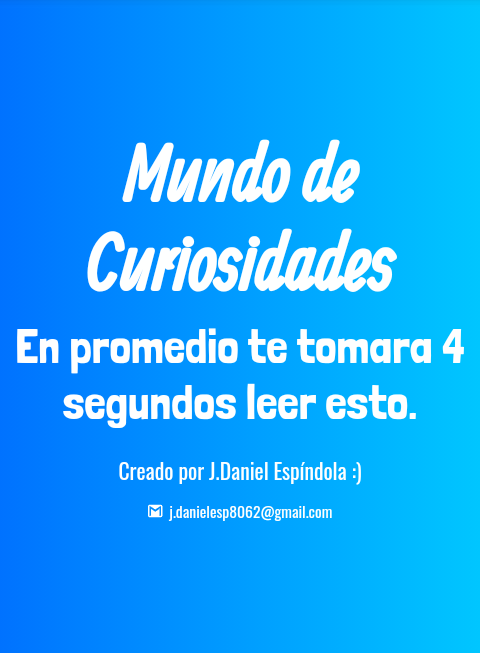 Mundo de
Curiosidades
En promedio te tomara 4
segundos leer esto.
Creado por J.Daniel Espíndola :)
j.danielesp8062@gmail.com